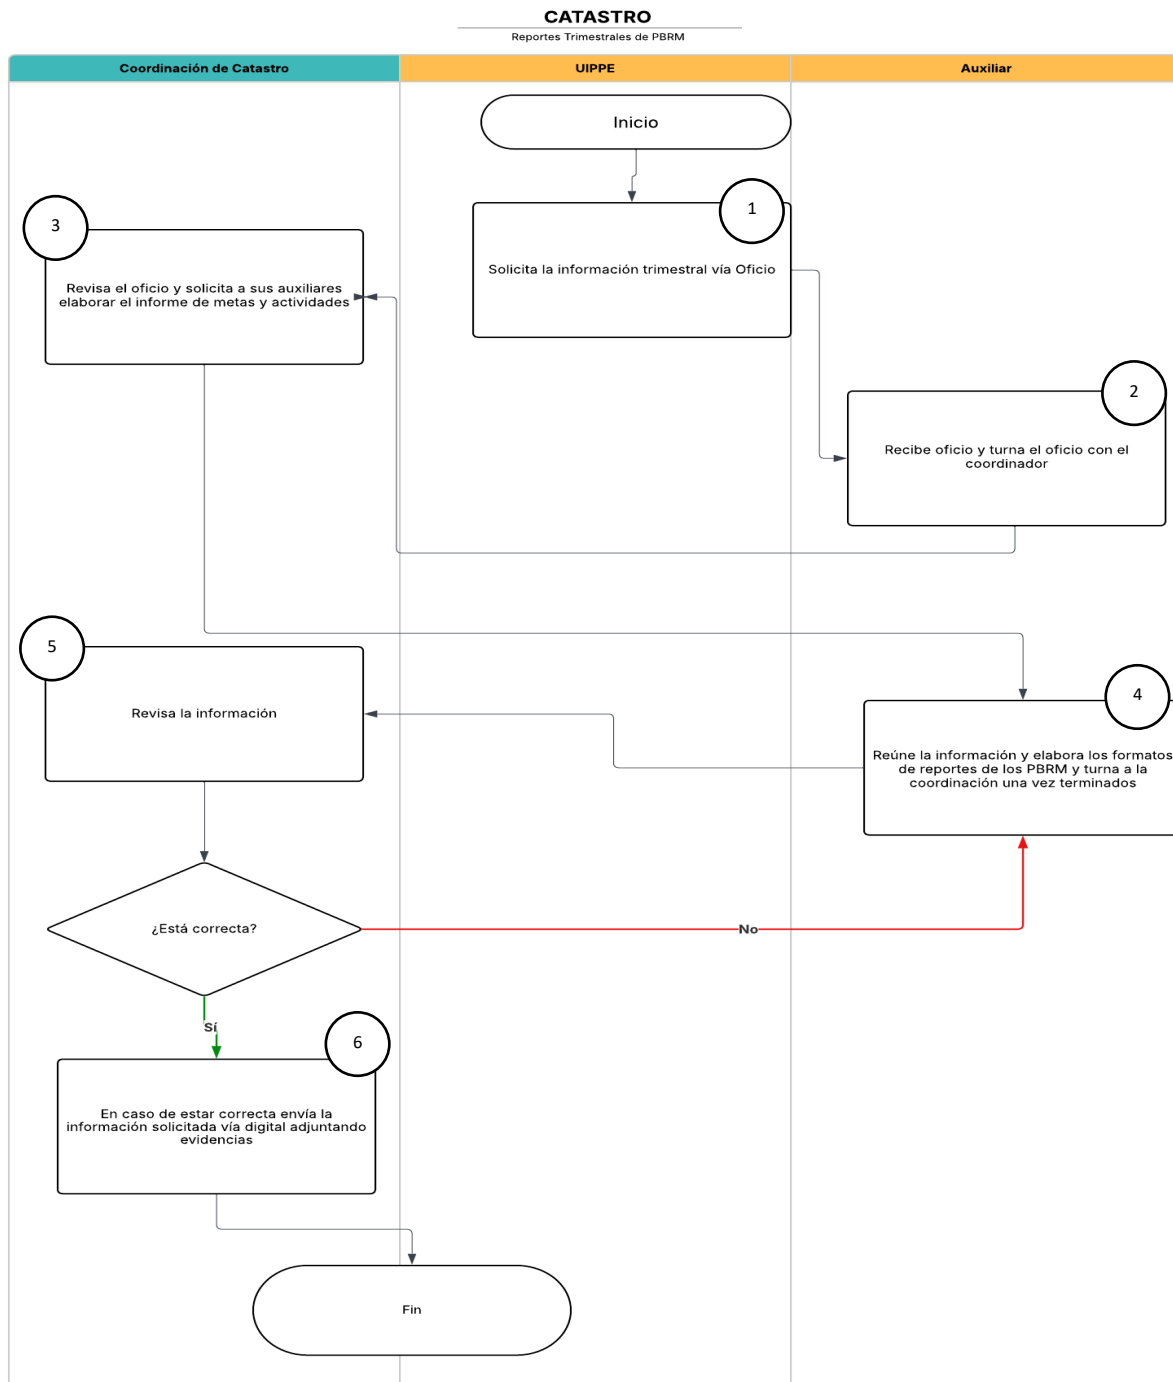 CATASTRO
Reportes Trimestrales de PBRM
Coordinación de Catastro
UIPPE
Auxiliar
Inicio
1
Solicita la información trimestral vía Oficio
2
Recibe oficio y turna el oficio con el
coordinador
3
Revisa el oficio y solicita a sus auxiliares
elaborar el informe de metas y actividades
4
Reúne la información y elabora los formatos
de reportes de los PBRM y turna a la
coordinación una vez terminados
5
Revisa la información
¿Está correcta?
No
Sí
6
En caso de estar correcta envía la
información solicitada vía digital adjuntando
evidencias
Fin